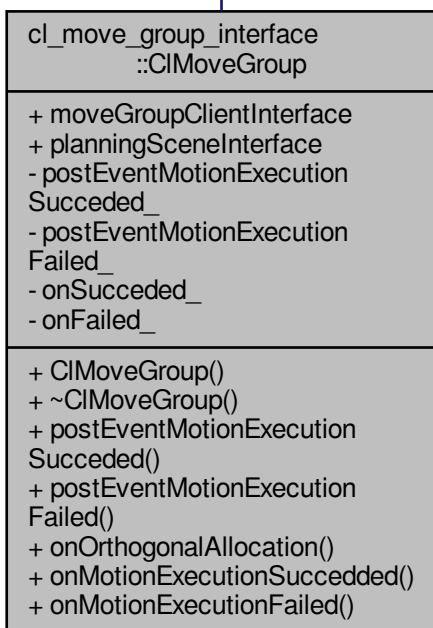 cl_move_group_interface
::ClMoveGroup
+ moveGroupClientInterface
+ planningSceneInterface
- postEventMotionExecution
Succeded_
- postEventMotionExecution
Failed_
- onSucceded_
- onFailed_
+ ClMoveGroup()
+ ~ClMoveGroup()
+ postEventMotionExecution
Succeded()
+ postEventMotionExecution
Failed()
+ onOrthogonalAllocation()
+ onMotionExecutionSuccedded()
+ onMotionExecutionFailed()